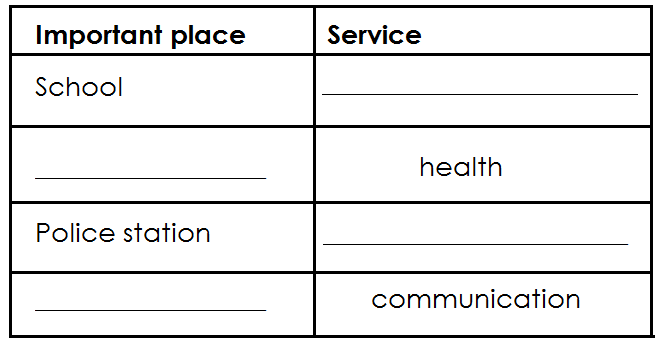 Important place Service
School
health
Police station
communication